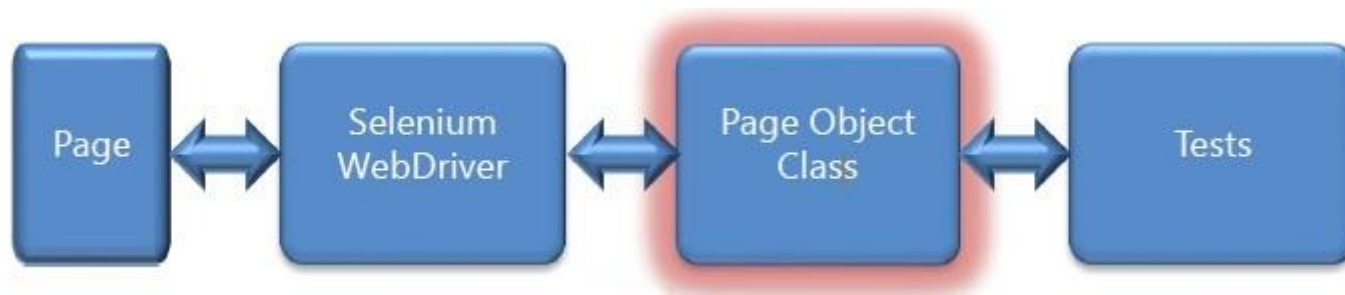 Page
Selenium
WebDriver
Page Object
Class
Tests